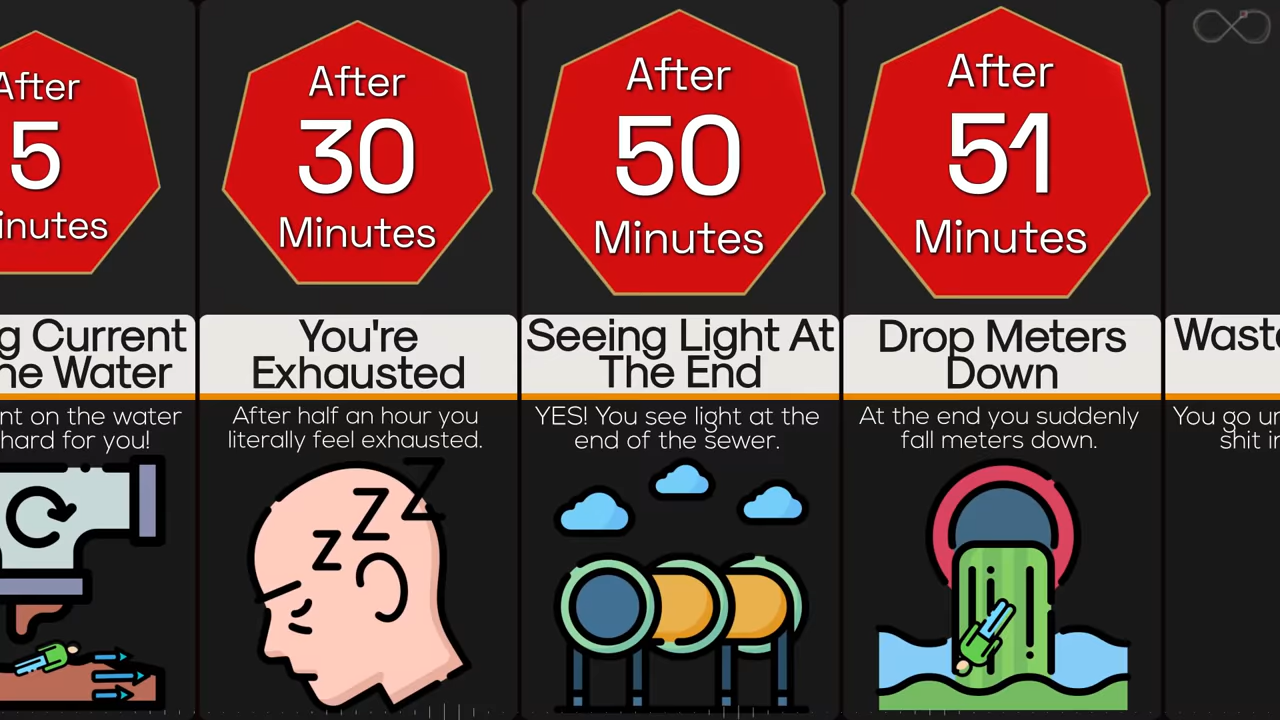 After
5
Minutes
g Current
he Water
nt on the water
hard for you!
After
30
Minutes
You're
Exhausted
After half an hour you
literally feel exhausted.
z Z Z
After
50
Minutes
Seeing Light At
The End
YES! You see light at the
end of the sewer.
After
51
Minutes
Drop Meters
Down
At the end you suddenly
fall meters down.
Wast
You go un
shit in